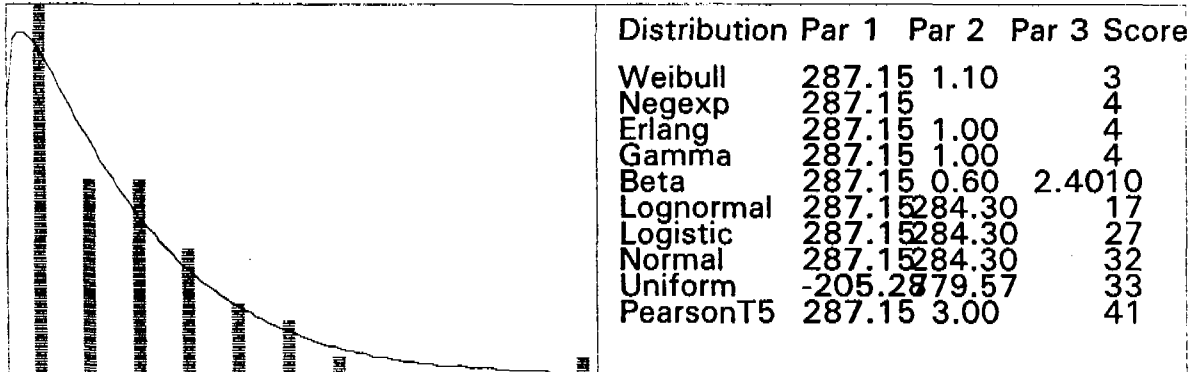 Distribution Par 1 Par 2 Par 3 Score
Weibull 287.15 1.10 3
Negexp 287.15 4
Erlang 287.15 1.00 4
Gamma 287.15 1.00 4
Beta 287.15 0.60 2.40 10
Lognormal 287.15 284.30 17
Logistic 287.15 284.30 27
Normal 287.15 284.30 32
Uniform -205.28 779.57 33
PearsonT5 287.15 3.00 41